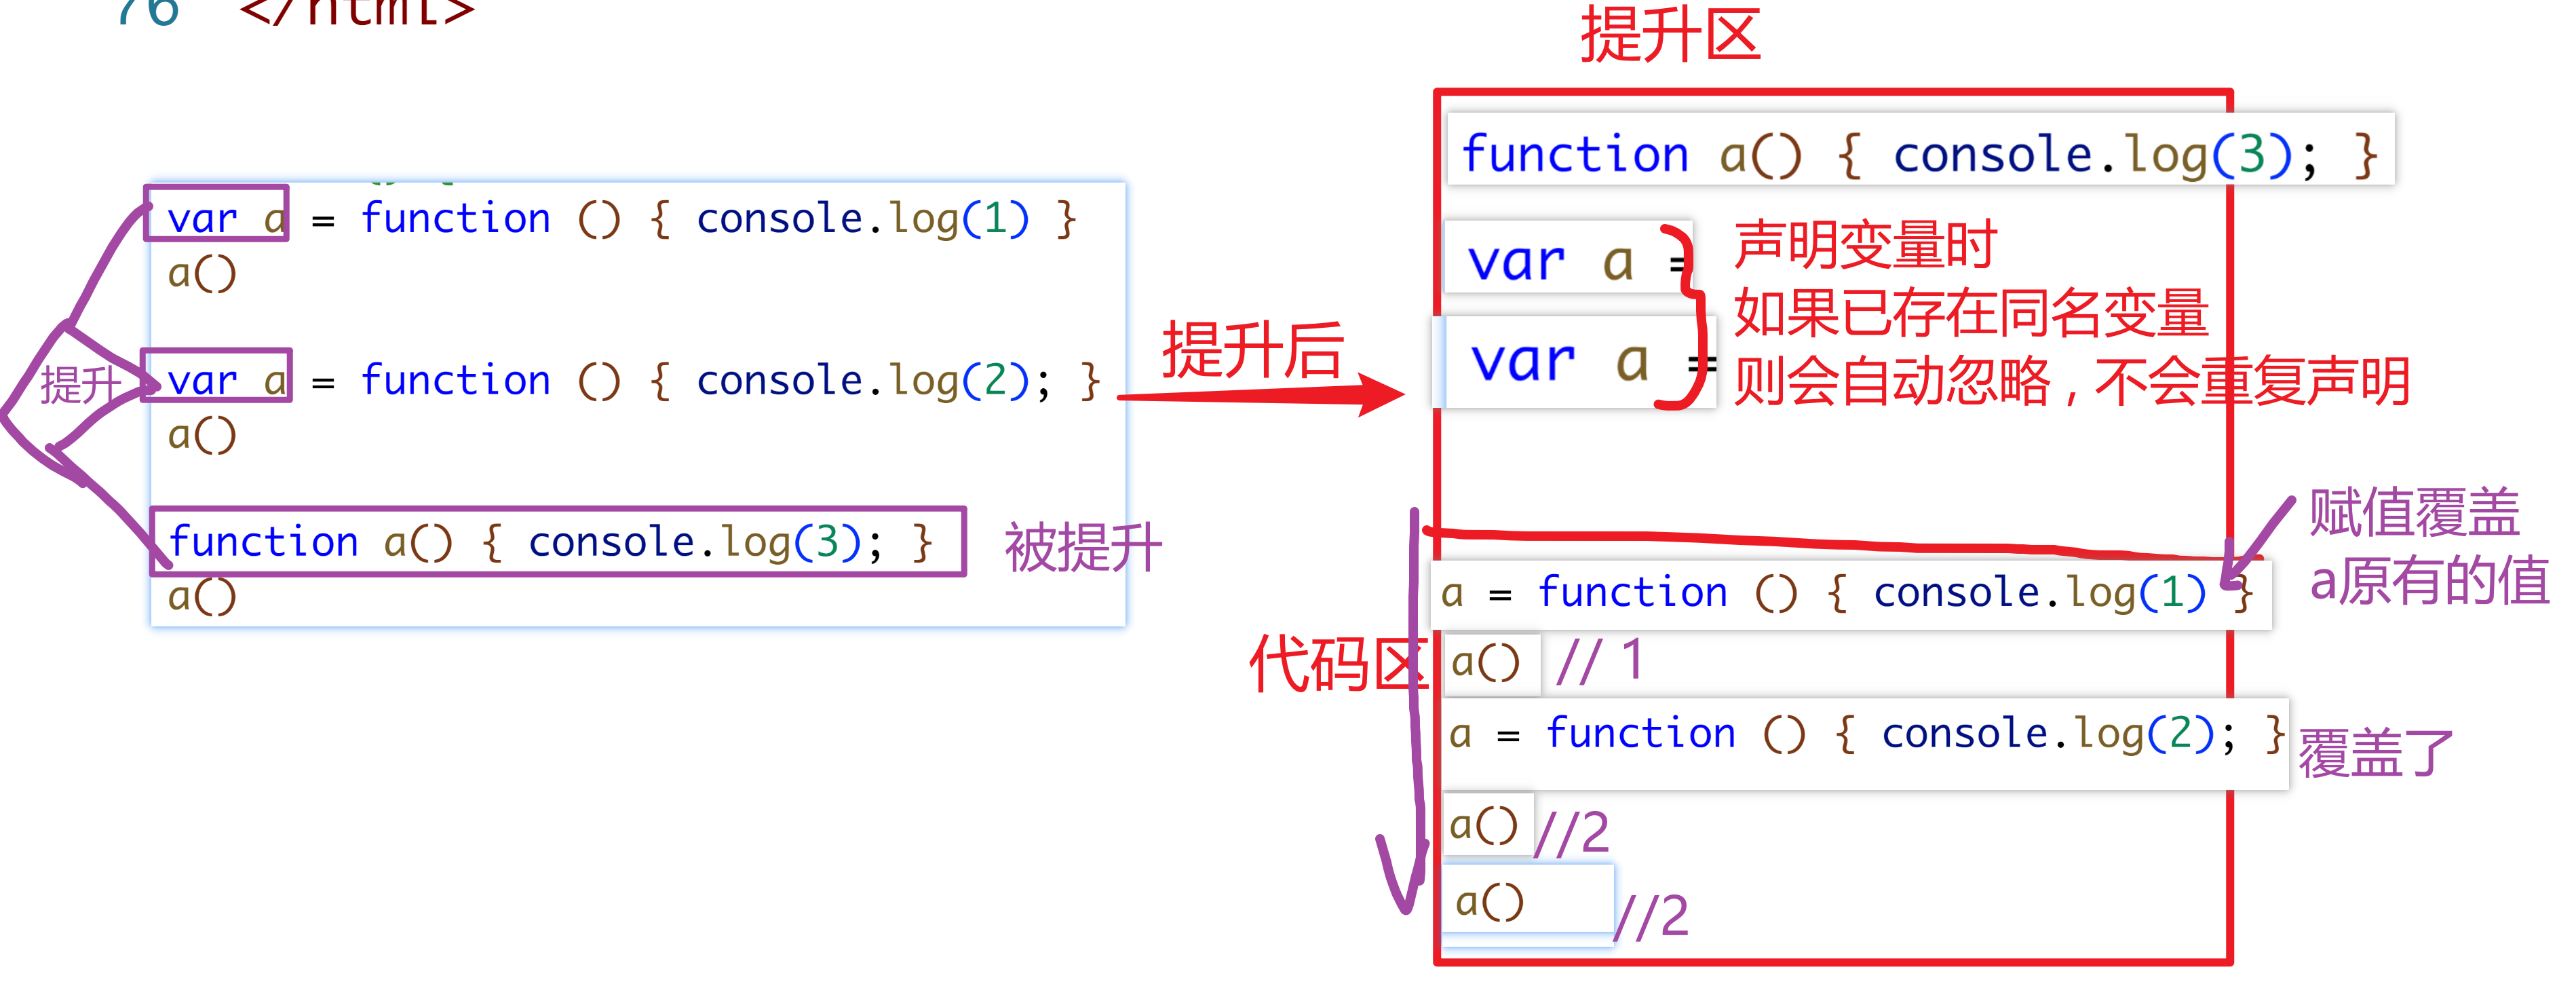 76 </html>
var a = function () { console.log(1) }
a()
提升
var a = function () { console.log(2); }
a()
function a() { console.log(3); }
被提升
a()
提升后
提升区
function a() { console.log(3); }
var a =
var a =
声明变量时
如果已存在同名变量
则会自动忽略,不会重复声明
代码区
a = function () { console.log(1) }
赋值覆盖
a原有的值
a() // 1
a = function () { console.log(2); }
覆盖了
a() //2
a() //2